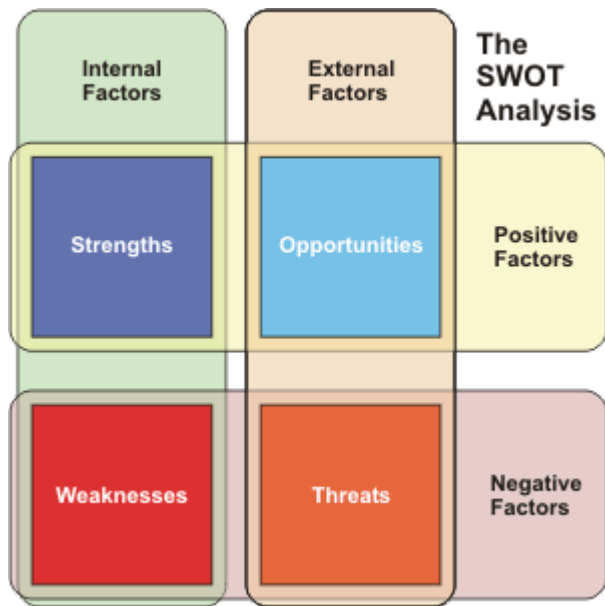 Internal
Factors
External
Factors
The
SWOT
Analysis
Strengths
Opportunities
Positive
Factors
Weaknesses
Threats
Negative
Factors